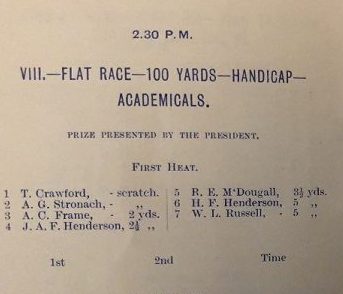 2.30 P.M.
VIII.—FLAT RACE—100 YARDS—HANDICAP—
ACADEMICALS.
PRIZE PRESENTED BY THE PRESIDENT.
FIRST HEAT.
1 T. Crawford, - scratch.
2 A. G. Stronach, - „
3 A. C. Frame, - 2 yds.
4 J. A. F. Henderson, 2½ „
5 R. E. M‘Dougall, 3½ yds.
6 H. F. Henderson, 5 „
7 W. L. Russell, - 5 „
1st 2nd Time